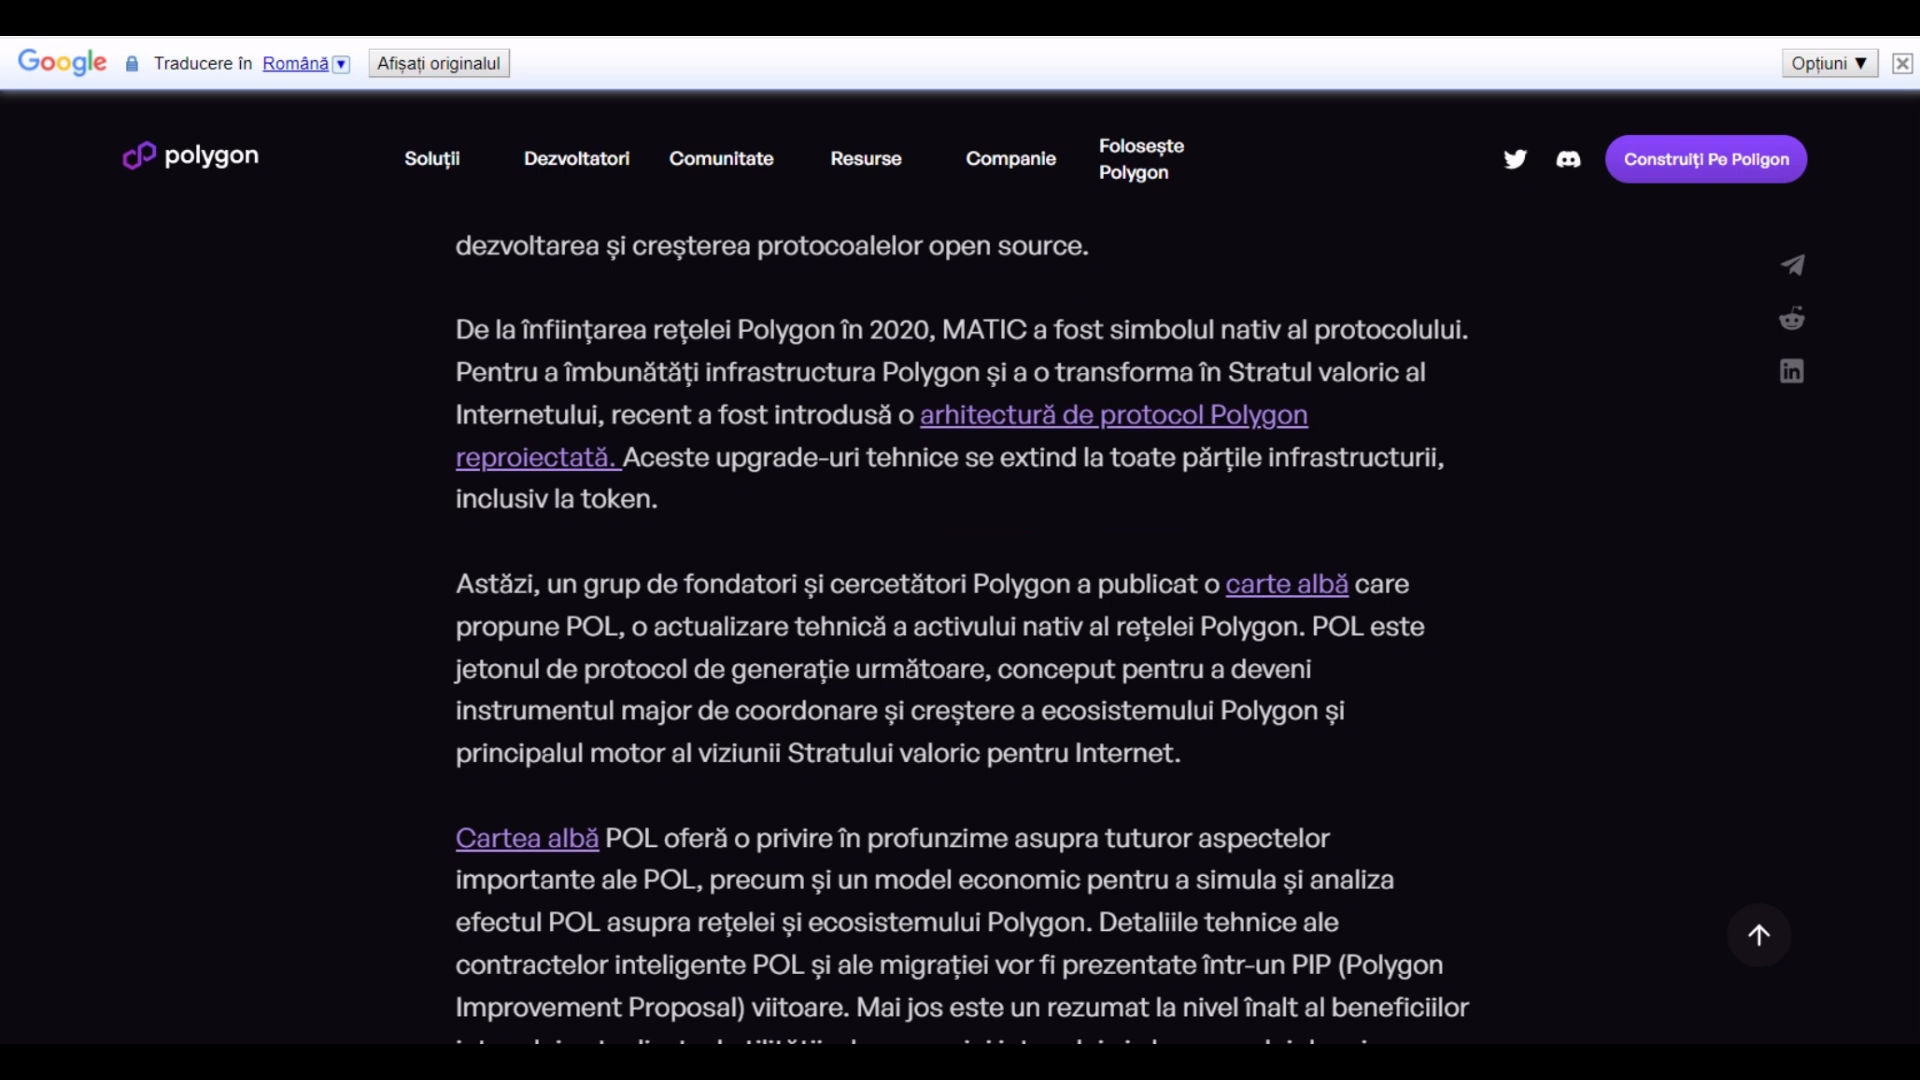 Google Traducere în Română Afișați originalul Opțiuni ▼
polygon Soluții Dezvoltatori Comunitate Resurse Companie Folosește Polygon Construiți Pe Poligon
dezvoltarea și creșterea protocoalelor open source.
De la înființarea rețelei Polygon în 2020, MATIC a fost simbolul nativ al protocolului.
Pentru a îmbunătăți infrastructura Polygon și a o transforma în Stratul valoric al
Internetului, recent a fost introdusă o arhitectură de protocol Polygon
reproiectată. Aceste upgrade-uri tehnice se extind la toate părțile infrastructurii,
inclusiv la token.
Astăzi, un grup de fondatori și cercetători Polygon a publicat o carte albă care
propune POL, o actualizare tehnică a activului nativ al rețelei Polygon. POL este
jetonul de protocol de generație următoare, conceput pentru a deveni
instrumentul major de coordonare și creștere a ecosistemului Polygon și
principalul motor al viziunii Stratului valoric pentru Internet.
Cartea albă POL oferă o privire în profunzime asupra tuturor aspectelor
importante ale POL, precum și un model economic pentru a simula și analiza
efectul POL asupra rețelei și ecosistemului Polygon. Detaliile tehnice ale
contractelor inteligente POL și ale migrației vor fi prezentate într-un PIP (Polygon
Improvement Proposal) viitoare. Mai jos este un rezumat la nivel înalt al beneficiilor